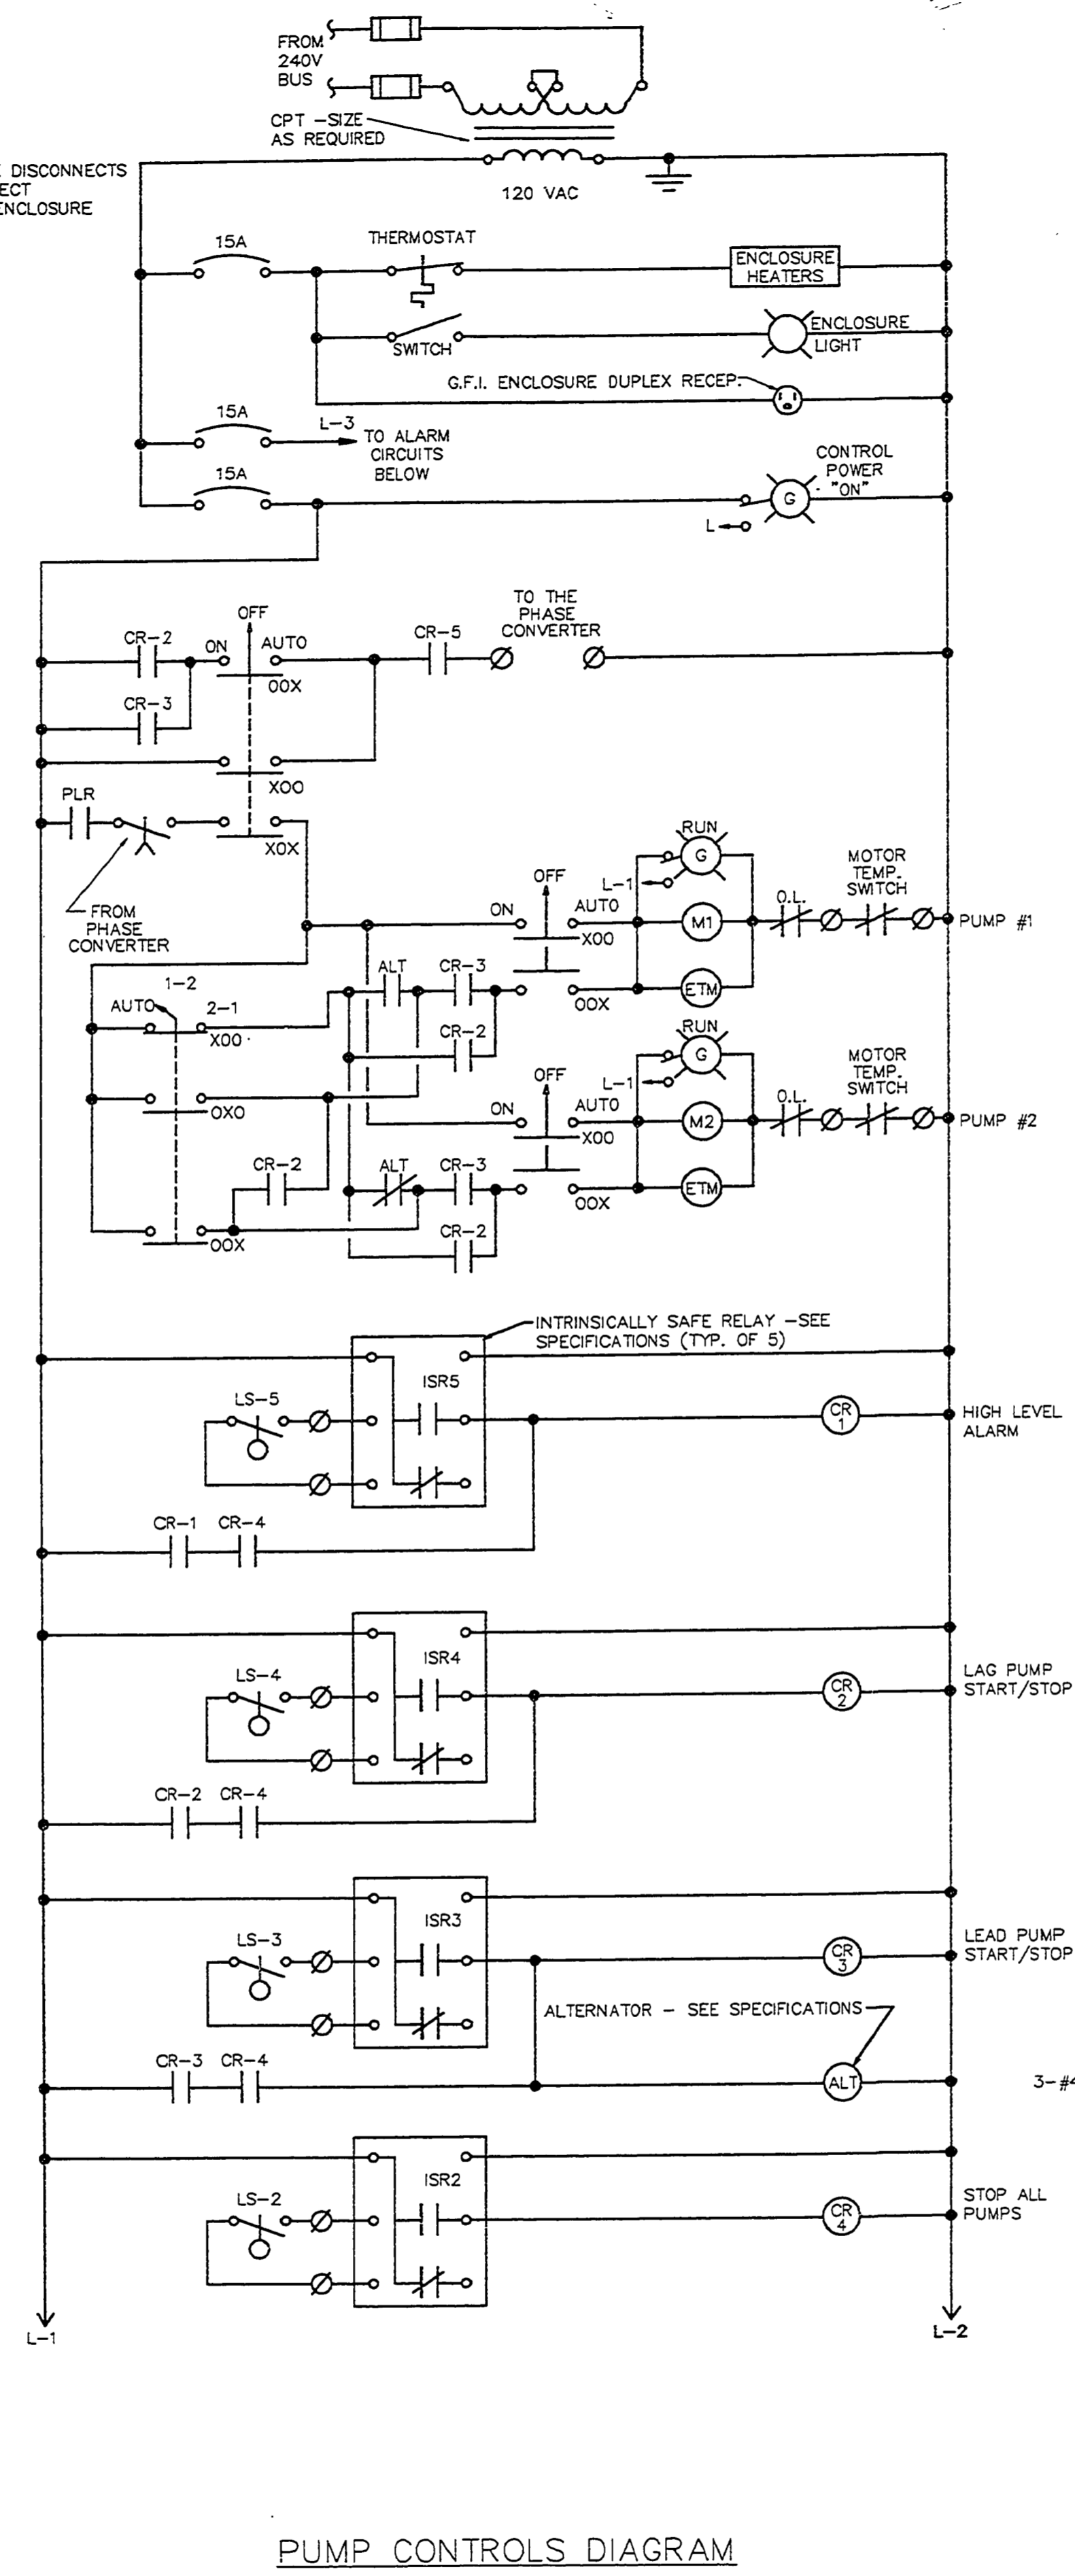 FROM
240V
BUS
CPT -SIZE
AS REQUIRED
DISCONNECTS
ECT
ENCLOSURE
120 VAC
15A
THERMOSTAT
ENCLOSURE
HEATERS
SWITCH
ENCLOSURE
LIGHT
G.F.I. ENCLOSURE DUPLEX RECEP.
15A
L-3
TO ALARM
CIRCUITS
BELOW
15A
CONTROL
POWER
"ON"
G
L
OFF
TO THE
PHASE
CONVERTER
CR-2
ON
AUTO
CR-5
OOX
CR-3
XOO
PLR
XOX
FROM
PHASE
CONVERTER
RUN
G
MOTOR
TEMP.
SWITCH
OFF
L-1
ON
AUTO
O.L.
XOO
M1
PUMP #1
ALT
CR-3
1-2
AUTO
2-1
XOO
OOX
ETM
CR-2
RUN
G
MOTOR
TEMP.
SWITCH
OFF
L-1
OXO
ON
AUTO
O.L.
XOO
M2
PUMP #2
CR-2
ALT
CR-3
OOX
ETM
CR-2
OOX
INTRINSICALLY SAFE RELAY -SEE
SPECIFICATIONS (TYP. OF 5)
ISR5
LS-5
CR
1
HIGH LEVEL
ALARM
CR-1
CR-4
ISR4
LS-4
CR
2
LAG PUMP
START/STOP
CR-2
CR-4
ISR3
LS-3
CR
3
LEAD PUMP
START/STOP
ALTERNATOR - SEE SPECIFICATIONS
CR-3
CR-4
ALT
3-#4
ISR2
LS-2
CR
4
STOP ALL
PUMPS
L-1
L-2
PUMP CONTROLS DIAGRAM